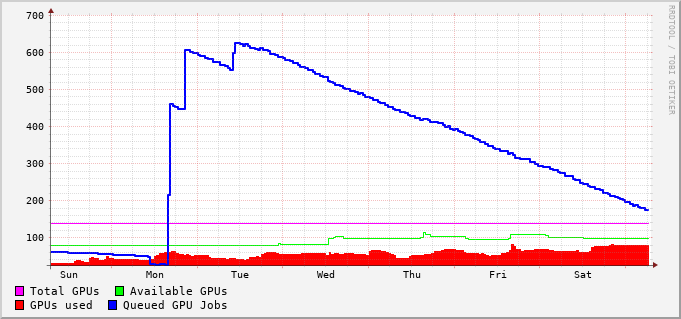 700
600
500
400
300
200
100
Sun Mon Tue Wed Thu Fri Sat
Total GPUs Available GPUs
GPUs used Queued GPU Jobs
RRDTOOL / TOBI OETIKER